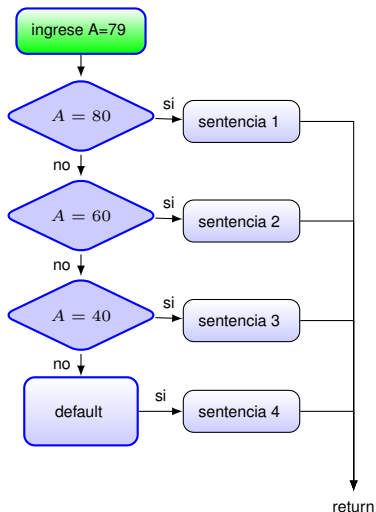 ingrese A=79
A = 80
si
sentencia 1
no
A = 60
si
sentencia 2
no
A = 40
si
sentencia 3
no
default
si
sentencia 4
return